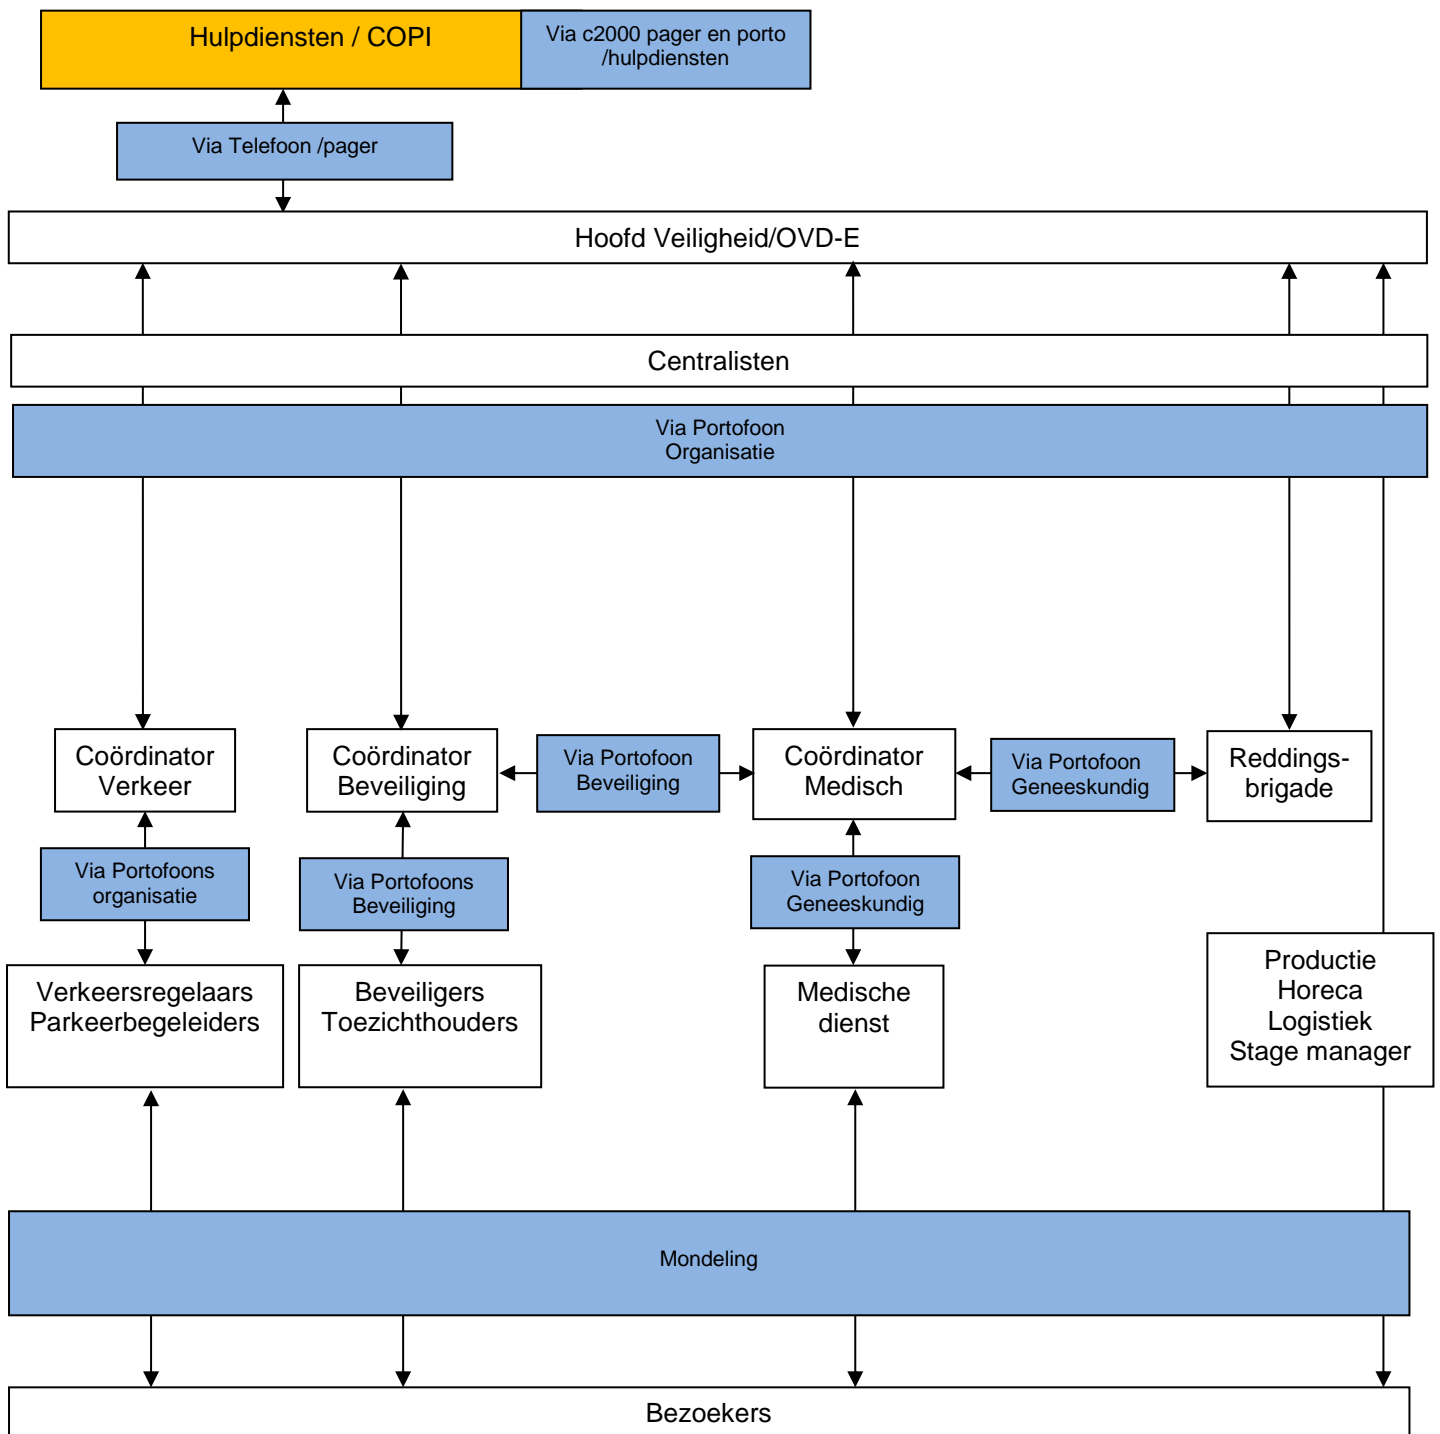 Hulpdiensten / COPI
Via c2000 pager en porto
/hulpdiensten
Via Telefoon /pager
Hoofd Veiligheid/OVD-E
Centralisten
Via Portofoon
Organisatie
Coördinator
Verkeer
Coördinator
Beveiliging
Via Portofoon
Beveiliging
Coördinator
Medisch
Via Portofoon
Geneeskundig
Reddings-
brigade
Via Portofoons
organisatie
Via Portofoons
Beveiliging
Via Portofoon
Geneeskundig
Verkeersregelaars
Parkeerbegeleiders
Beveiligers
Toezichthouders
Medische
dienst
Productie
Horeca
Logistiek
Stage manager
Mondeling
Bezoekers